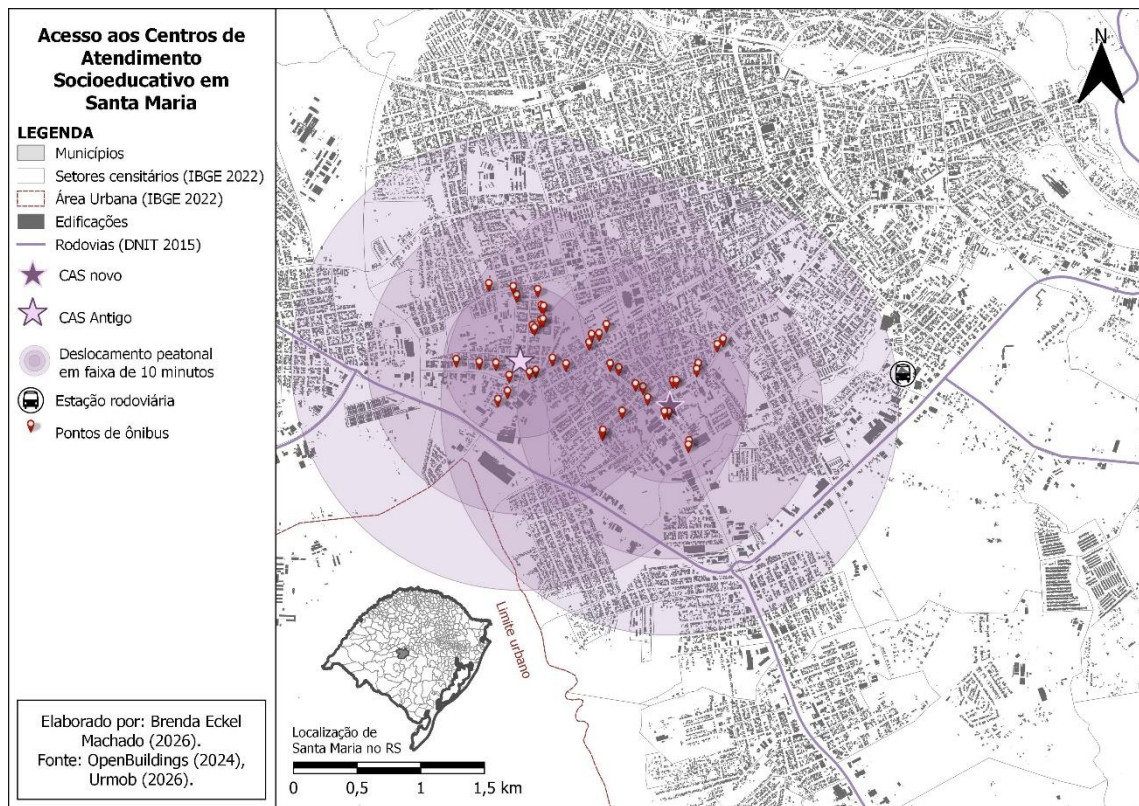 Acesso aos Centros de
Atendimento
Socioeducativo em
Santa Maria
LEGENDA
Municípios
Setores censitários (IBGE 2022)
Área Urbana (IBGE 2022)
Edificações
Rodovias (DNIT 2015)
CAS novo
CAS Antigo
Deslocamento peatonal
em faixa de 10 minutos
Estação rodoviária
Pontos de ônibus
Elaborado por: Brenda Eckel
Machado (2026).
Fonte: OpenBuildings (2024),
Urmob (2026).
N
Limite urbano
Localização de
Santa Maria no RS
0 0,5 1 1,5 km